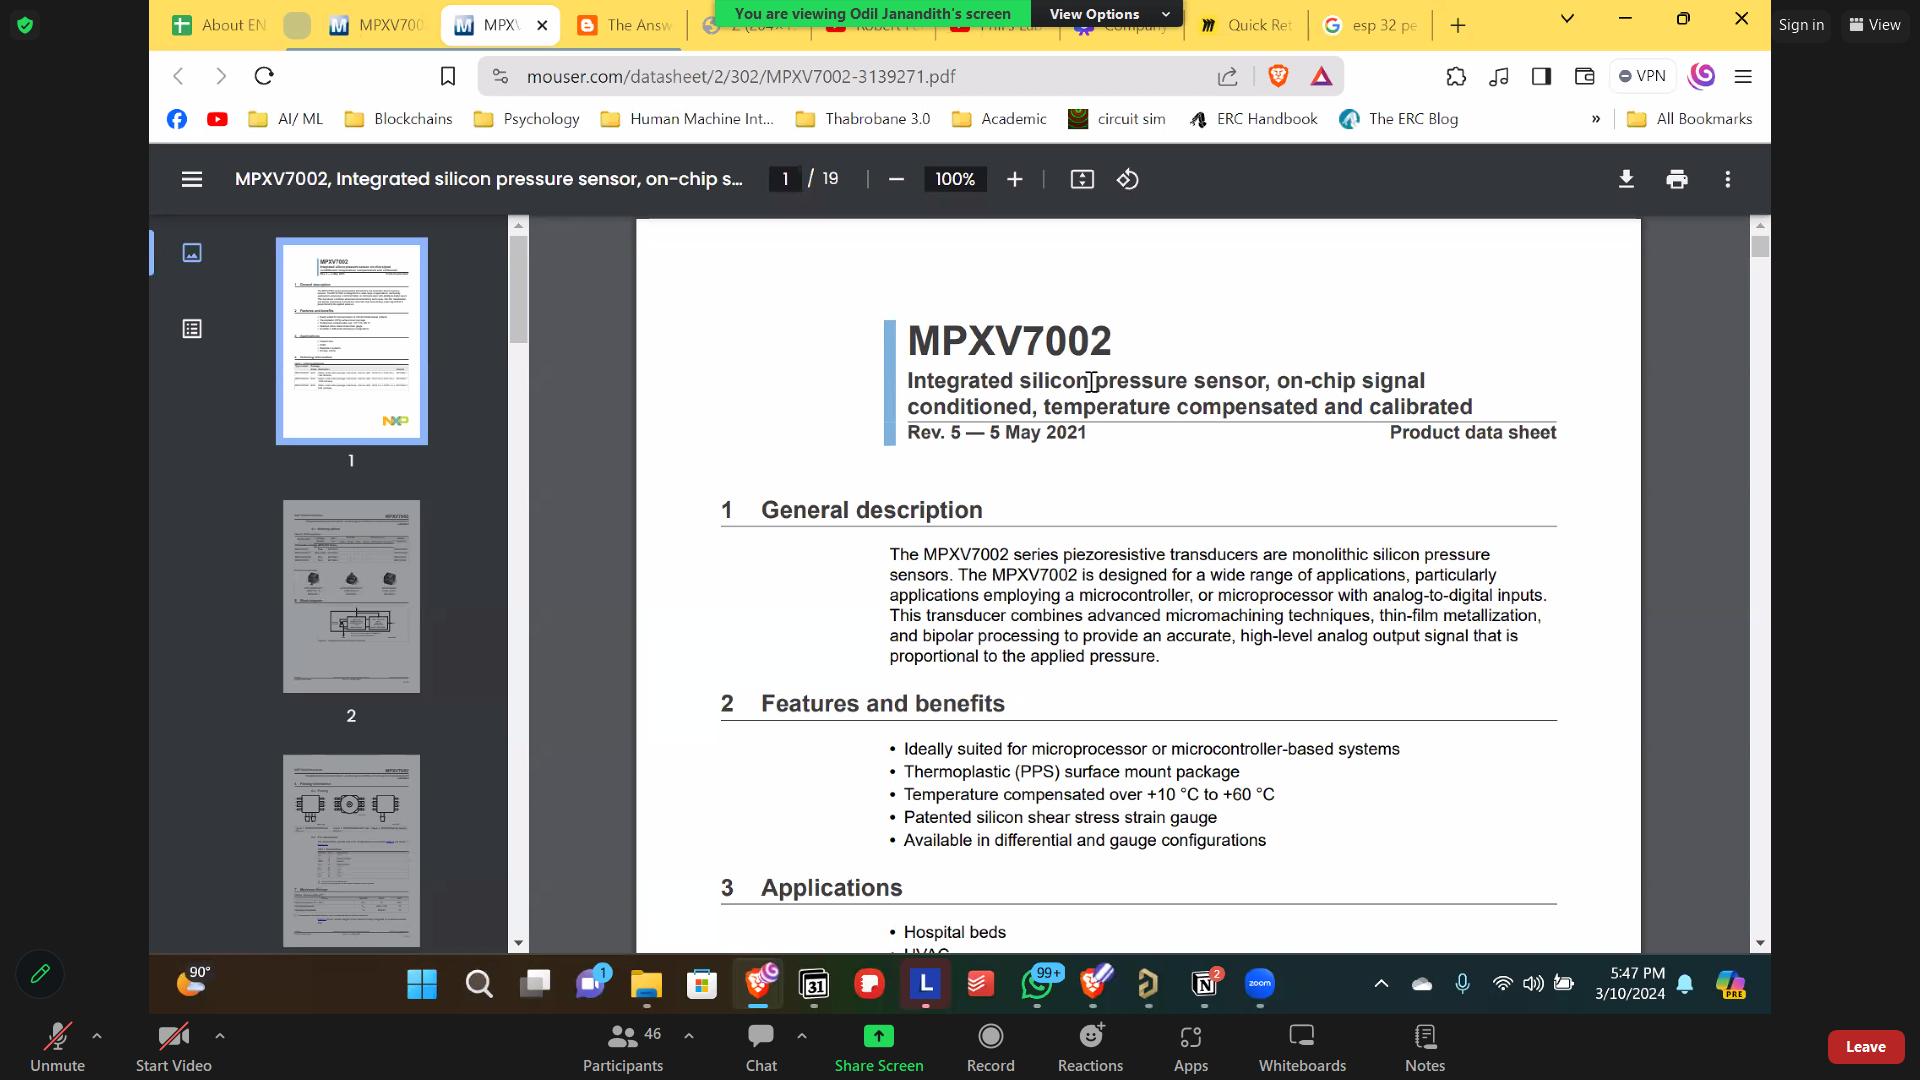 You are viewing Odil Janandith's screen
View Options
Sign in
View
About EN
MPXV700
MPXV
The Answ
Quick Ret
esp 32 pe
mouser.com/datasheet/2/302/MPXV7002-3139271.pdf
VPN
AI/ ML
Blockchains
Psychology
Human Machine Int...
Thabrobane 3.0
Academic
circuit sim
ERC Handbook
The ERC Blog
»
All Bookmarks
MPXV7002, Integrated silicon pressure sensor, on-chip s...
1 / 19
100%
1
2
MPXV7002
Integrated silicon pressure sensor, on-chip signal
conditioned, temperature compensated and calibrated
Rev. 5 — 5 May 2021
Product data sheet
1 General description
The MPXV7002 series piezoresistive transducers are monolithic silicon pressure
sensors. The MPXV7002 is designed for a wide range of applications, particularly
applications employing a microcontroller, or microprocessor with analog-to-digital inputs.
This transducer combines advanced micromachining techniques, thin-film metallization,
and bipolar processing to provide an accurate, high-level analog output signal that is
proportional to the applied pressure.
2 Features and benefits
• Ideally suited for microprocessor or microcontroller-based systems
• Thermoplastic (PPS) surface mount package
• Temperature compensated over +10 °C to +60 °C
• Patented silicon shear stress strain gauge
• Available in differential and gauge configurations
3 Applications
• Hospital beds
90°
1
31
L
99+
2
zoom
5:47 PM
3/10/2024
PRE
Unmute
Start Video
46
Participants
Chat
Share Screen
Record
Reactions
Apps
Whiteboards
Notes
Leave